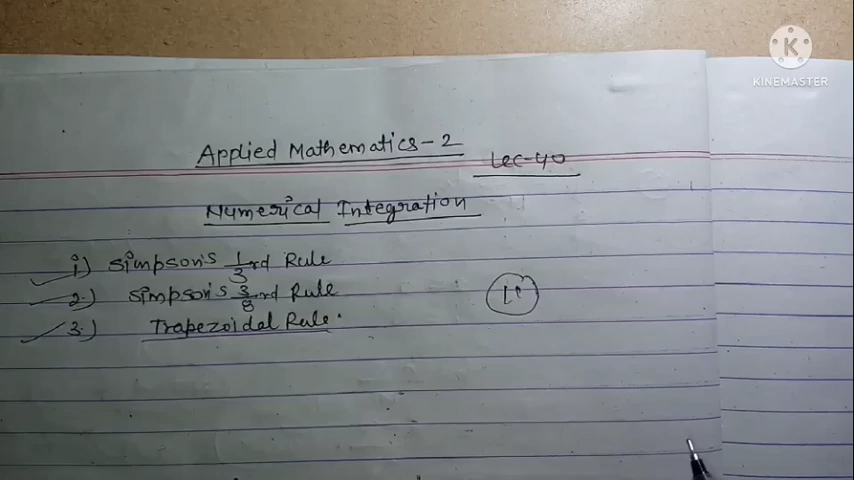 KINEMASTER
Applied Mathematics-2
Lec-40
Numerical Integration
i) Simpson's 1/3rd Rule
2.) Simpson's 3/8rd Rule
3.) Trapezoidal Rule.